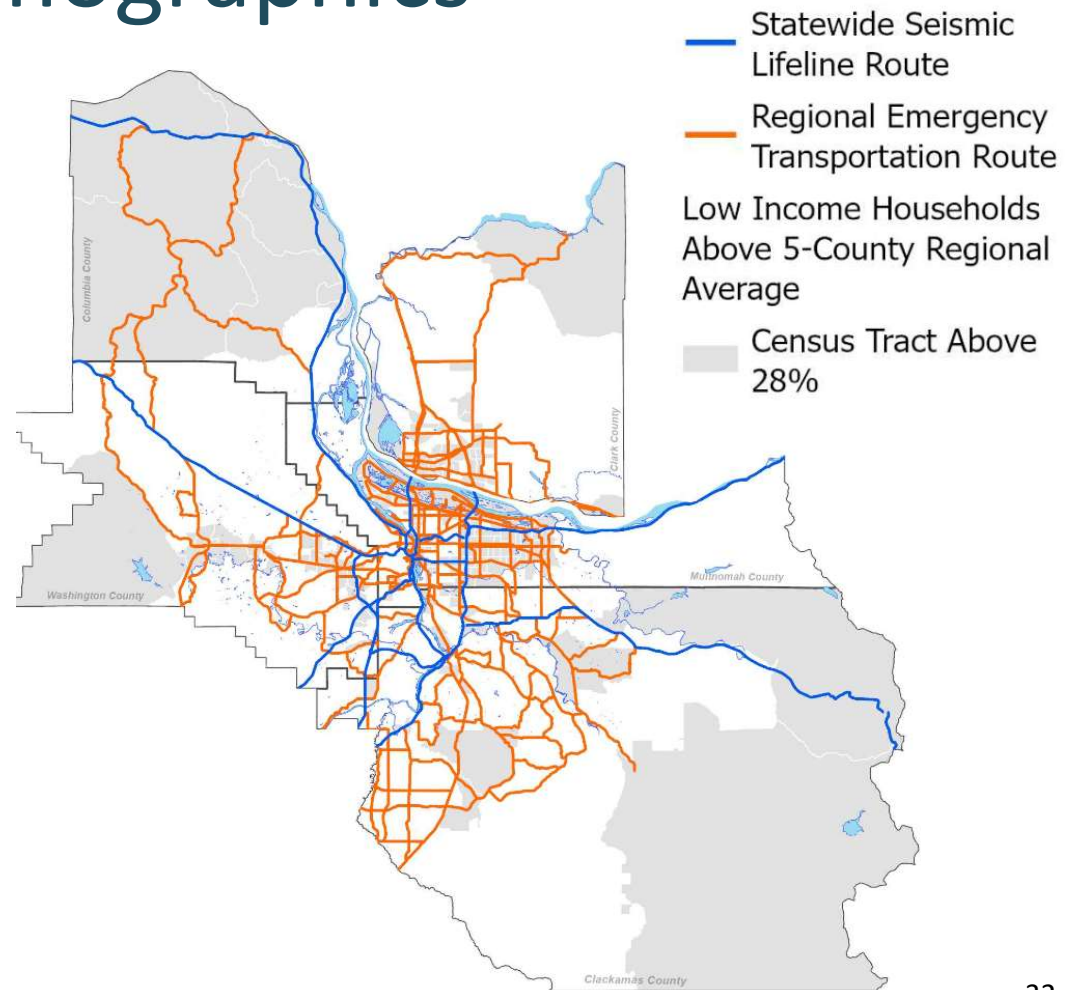 nographics
Statewide Seismic
Lifeline Route
Regional Emergency
Transportation Route
Low Income Households
Above 5-County Regional
Average
Census Tract Above
28%
Columbia County
Clark County
Multnomah County
Washington County
Clackamas County